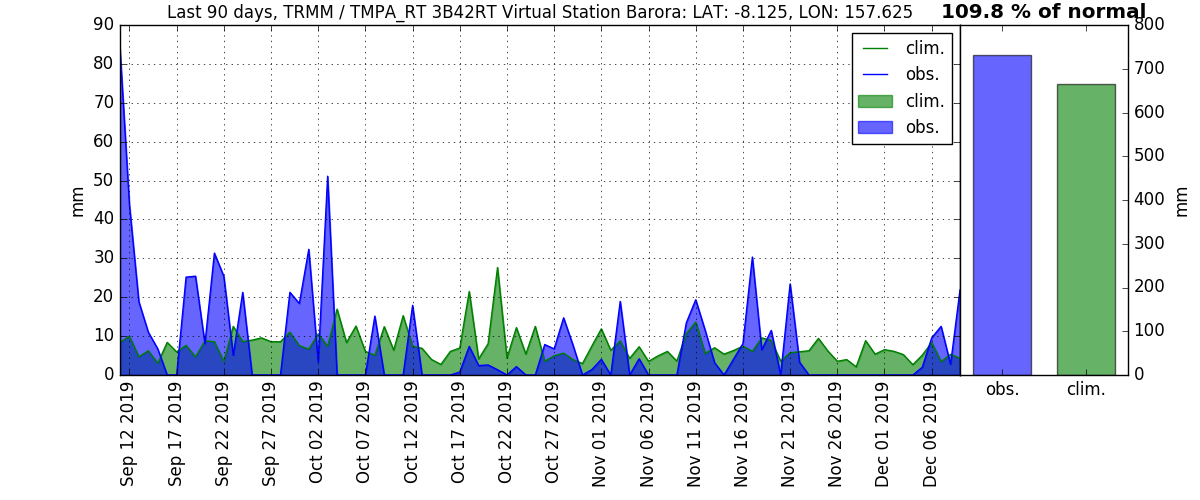 Last 90 days, TRMM / TMPA_RT 3B42RT Virtual Station Barora: LAT: -8.125, LON: 157.625
109.8 % of normal
90
80
70
60
50
40
30
20
10
0
mm
clim.
obs.
clim.
obs.
Sep 12 2019
Sep 17 2019
Sep 22 2019
Sep 27 2019
Oct 02 2019
Oct 07 2019
Oct 12 2019
Oct 17 2019
Oct 22 2019
Oct 27 2019
Nov 01 2019
Nov 06 2019
Nov 11 2019
Nov 16 2019
Nov 21 2019
Nov 26 2019
Dec 01 2019
Dec 06 2019
800
700
600
500
400
300
200
100
0
mm
obs.
clim.